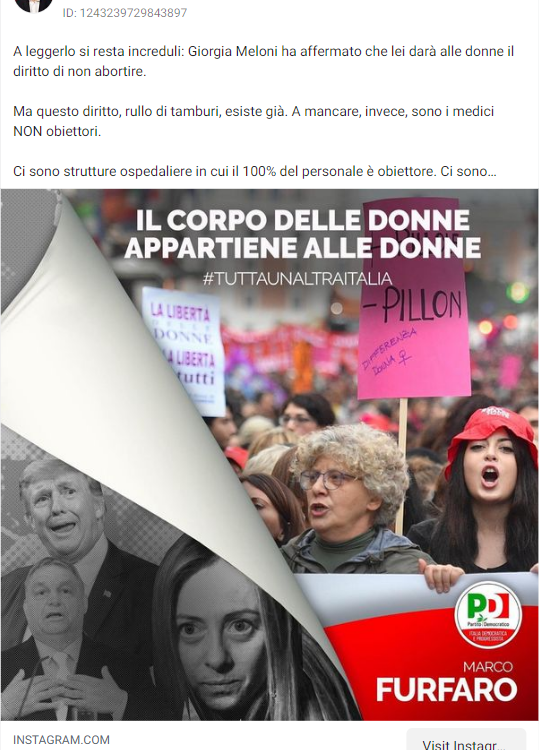 ID: 1243239729843897
A leggerlo si resta increduli: Giorgia Meloni ha affermato che lei darà alle donne il
diritto di non abortire.
Ma questo diritto, rullo di tamburi, esiste già. A mancare, invece, sono i medici
NON obiettori.
Ci sono strutture ospedaliere in cui il 100% del personale è obiettore. Ci sono...
IL CORPO DELLE DONNE
APPARTIENE ALLE DONNE
#TUTTAUNALTRAITALIA
- PILLON
DIFFERENZA
DONNA
LA LIBERTA
DELLE
DONNE
LA LIBERTA
tutti
PD
Partito Democratico
ITALIA DEMOCRATICA
E PROGRESSISTA
MARCO
FURFARO
INSTAGRAM.COM
Visit Instagr...